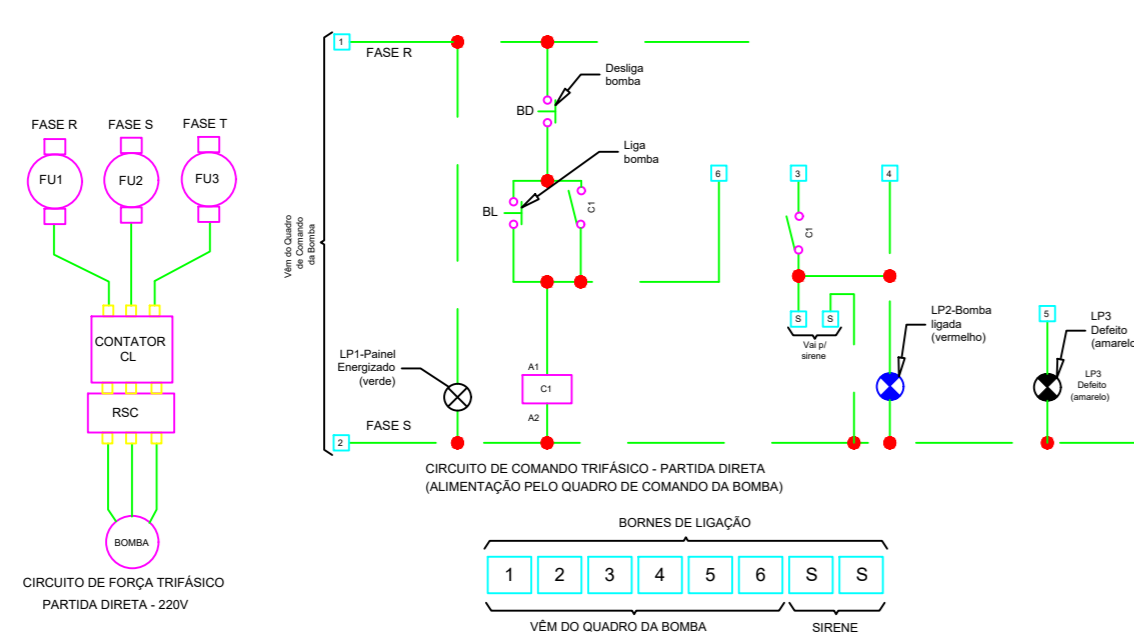 FASE R
FASE S
FASE T
FU1
FU2
FU3
CONTATOR
CL
RSC
BOMBA
CIRCUITO DE FORÇA TRIFÁSICO
PARTIDA DIRETA - 220V
Vêm do Quadro
de Comando
da Bomba
1
FASE R
Desliga
bomba
BD
Liga
bomba
BL
C1
6
3
4
C1
S
S
Vai p/
sirene
LP2-Bomba
ligada
(vermelho)
5
LP3
Defeito
(amarelo
LP3
Defeito
(amarelo)
LP1-Painel
Energizado
(verde)
A1
C1
A2
FASE S
2
CIRCUITO DE COMANDO TRIFÁSICO - PARTIDA DIRETA
(ALIMENTAÇÃO PELO QUADRO DE COMANDO DA BOMBA)
BORNES DE LIGAÇÃO
1 2 3 4 5 6 S S
VÊM DO QUADRO DA BOMBA
SIRENE